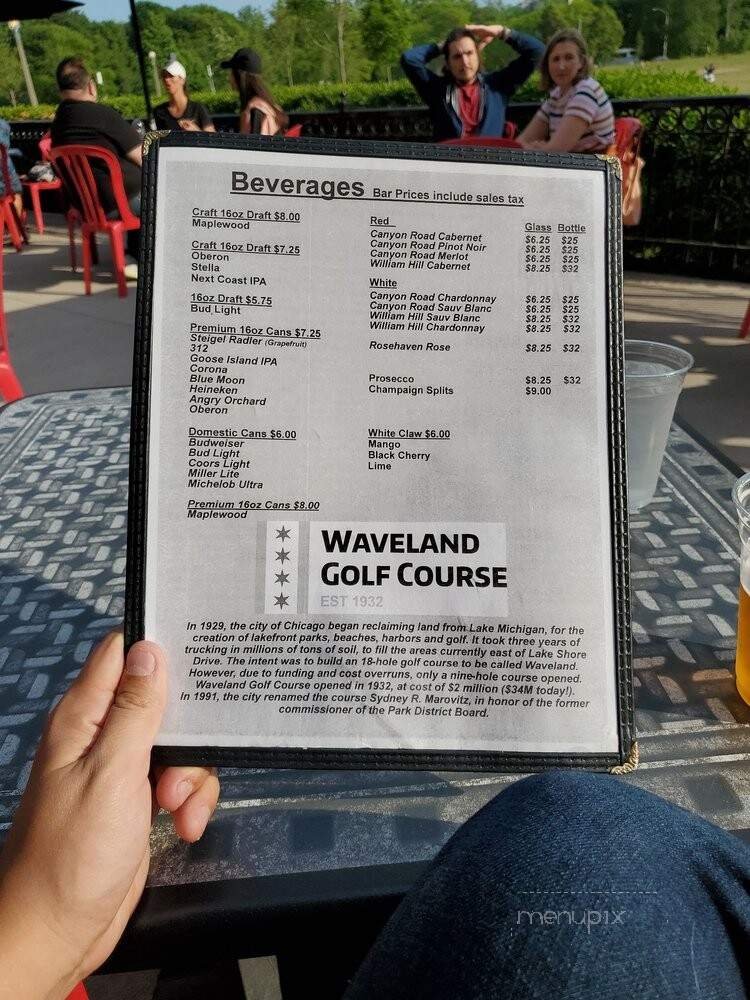 Beverages Bar Prices include sales tax
Craft 16oz Draft $8.00
Maplewood
Craft 16oz Draft $7.25
Oberon
Stella
Next Coast IPA
16oz Draft $5.75
Bud Light
Premium 16oz Cans $7.25
Steigel Radler (Grapefruit)
312
Goose Island IPA
Corona
Blue Moon
Heineken
Angry Orchard
Oberon
Domestic Cans $6.00
Budweiser
Bud Light
Coors Light
Miller Lite
Michelob Ultra
Premium 16oz Cans $8.00
Maplewood
Red Glass Bottle
Canyon Road Cabernet $6.25 $25
Canyon Road Pinot Noir $6.25 $25
Canyon Road Merlot $6.25 $25
William Hill Cabernet $8.25 $32
White
Canyon Road Chardonnay $6.25 $25
Canyon Road Sauv Blanc $6.25 $25
William Hill Sauv Blanc $8.25 $32
William Hill Chardonnay $8.25 $32
Rosehaven Rose $8.25 $32
Prosecco $8.25 $32
Champaign Splits $9.00
White Claw $6.00
Mango
Black Cherry
Lime
WAVELAND
GOLF COURSE
EST 1932
In 1929, the city of Chicago began reclaiming land from Lake Michigan, for the
creation of lakefront parks, beaches, harbors and golf. It took three years of
trucking in millions of tons of soil, to fill the areas currently east of Lake Shore
Drive. The intent was to build an 18-hole golf course to be called Waveland.
However, due to funding and cost overruns, only a nine-hole course opened.
Waveland Golf Course opened in 1932, at cost of $2 million ($34M today!).
In 1991, the city renamed the course Sydney R. Marovitz, in honor of the former
commissioner of the Park District Board.
menupix